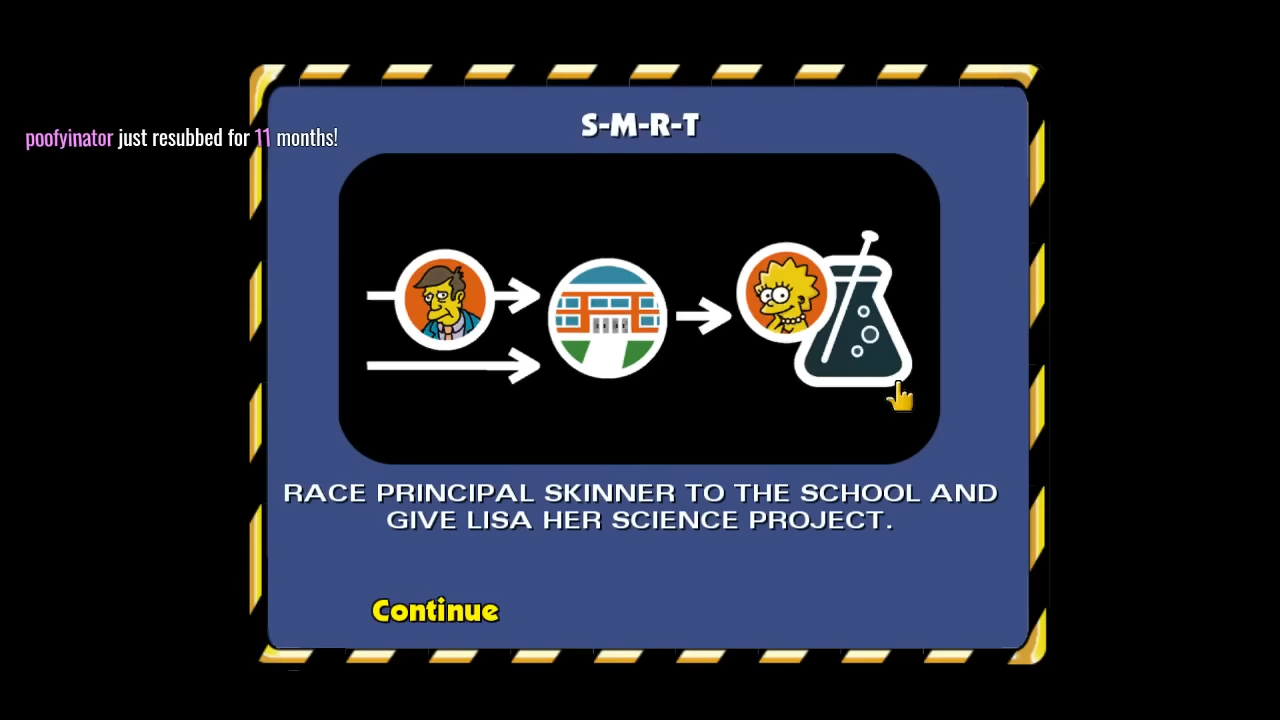 S-M-R-T
poofyinator just resubbed for 11 months!
RACE PRINCIPAL SKINNER TO THE SCHOOL AND
GIVE LISA HER SCIENCE PROJECT.
Continue